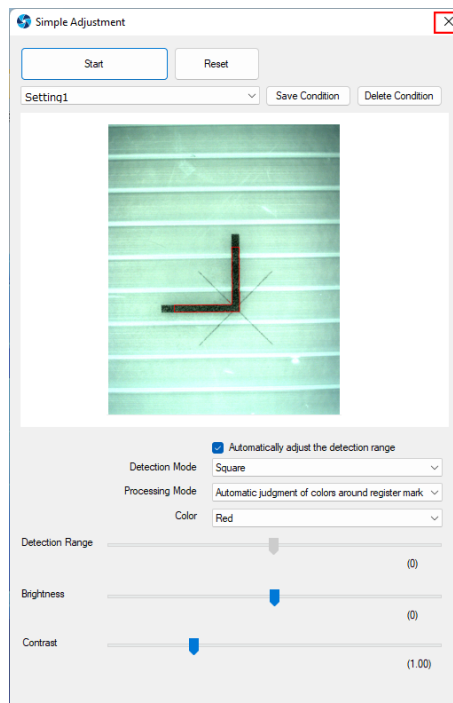 Simple Adjustment
Start
Reset
Setting1
Save Condition
Delete Condition
Automatically adjust the detection range
Detection Mode
Square
Processing Mode
Automatic judgment of colors around register mark
Color
Red
Detection Range
(0)
Brightness
(0)
Contrast
(1.00)